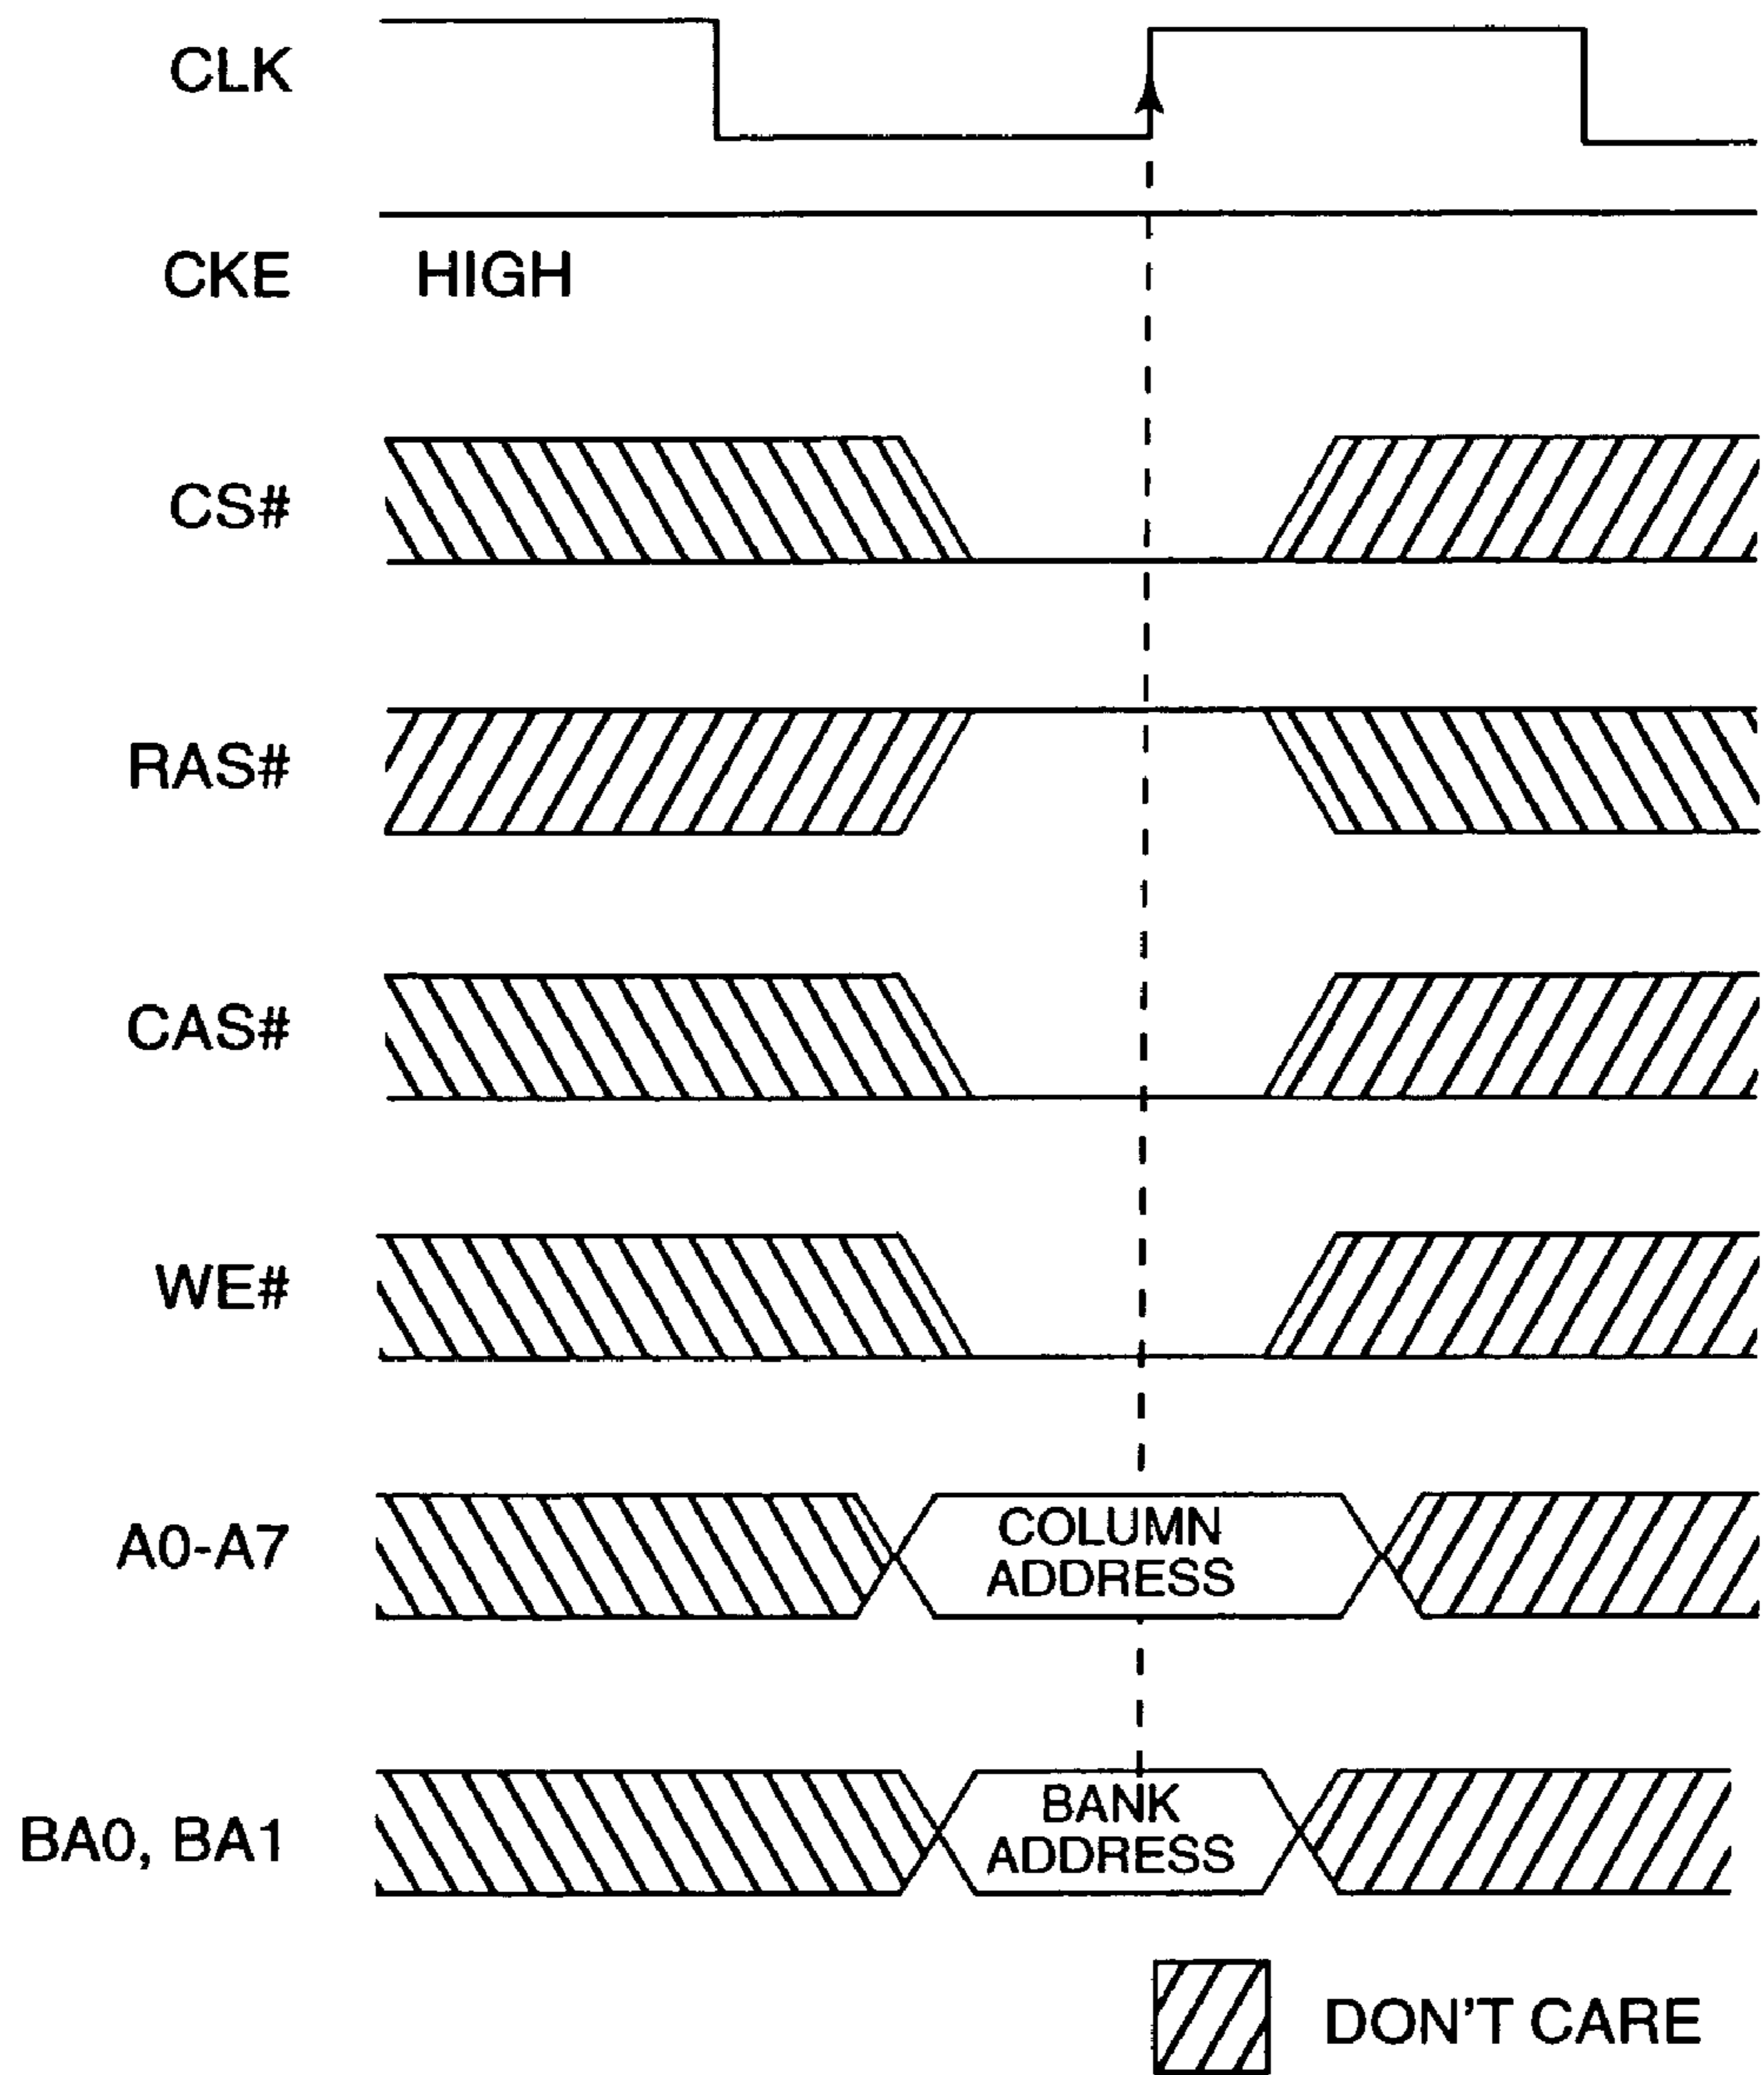 CLK
CKE HIGH
CS#
RAS#
CAS#
WE#
A0-A7
COLUMN
ADDRESS
BA0, BA1
BANK
ADDRESS
DON'T CARE